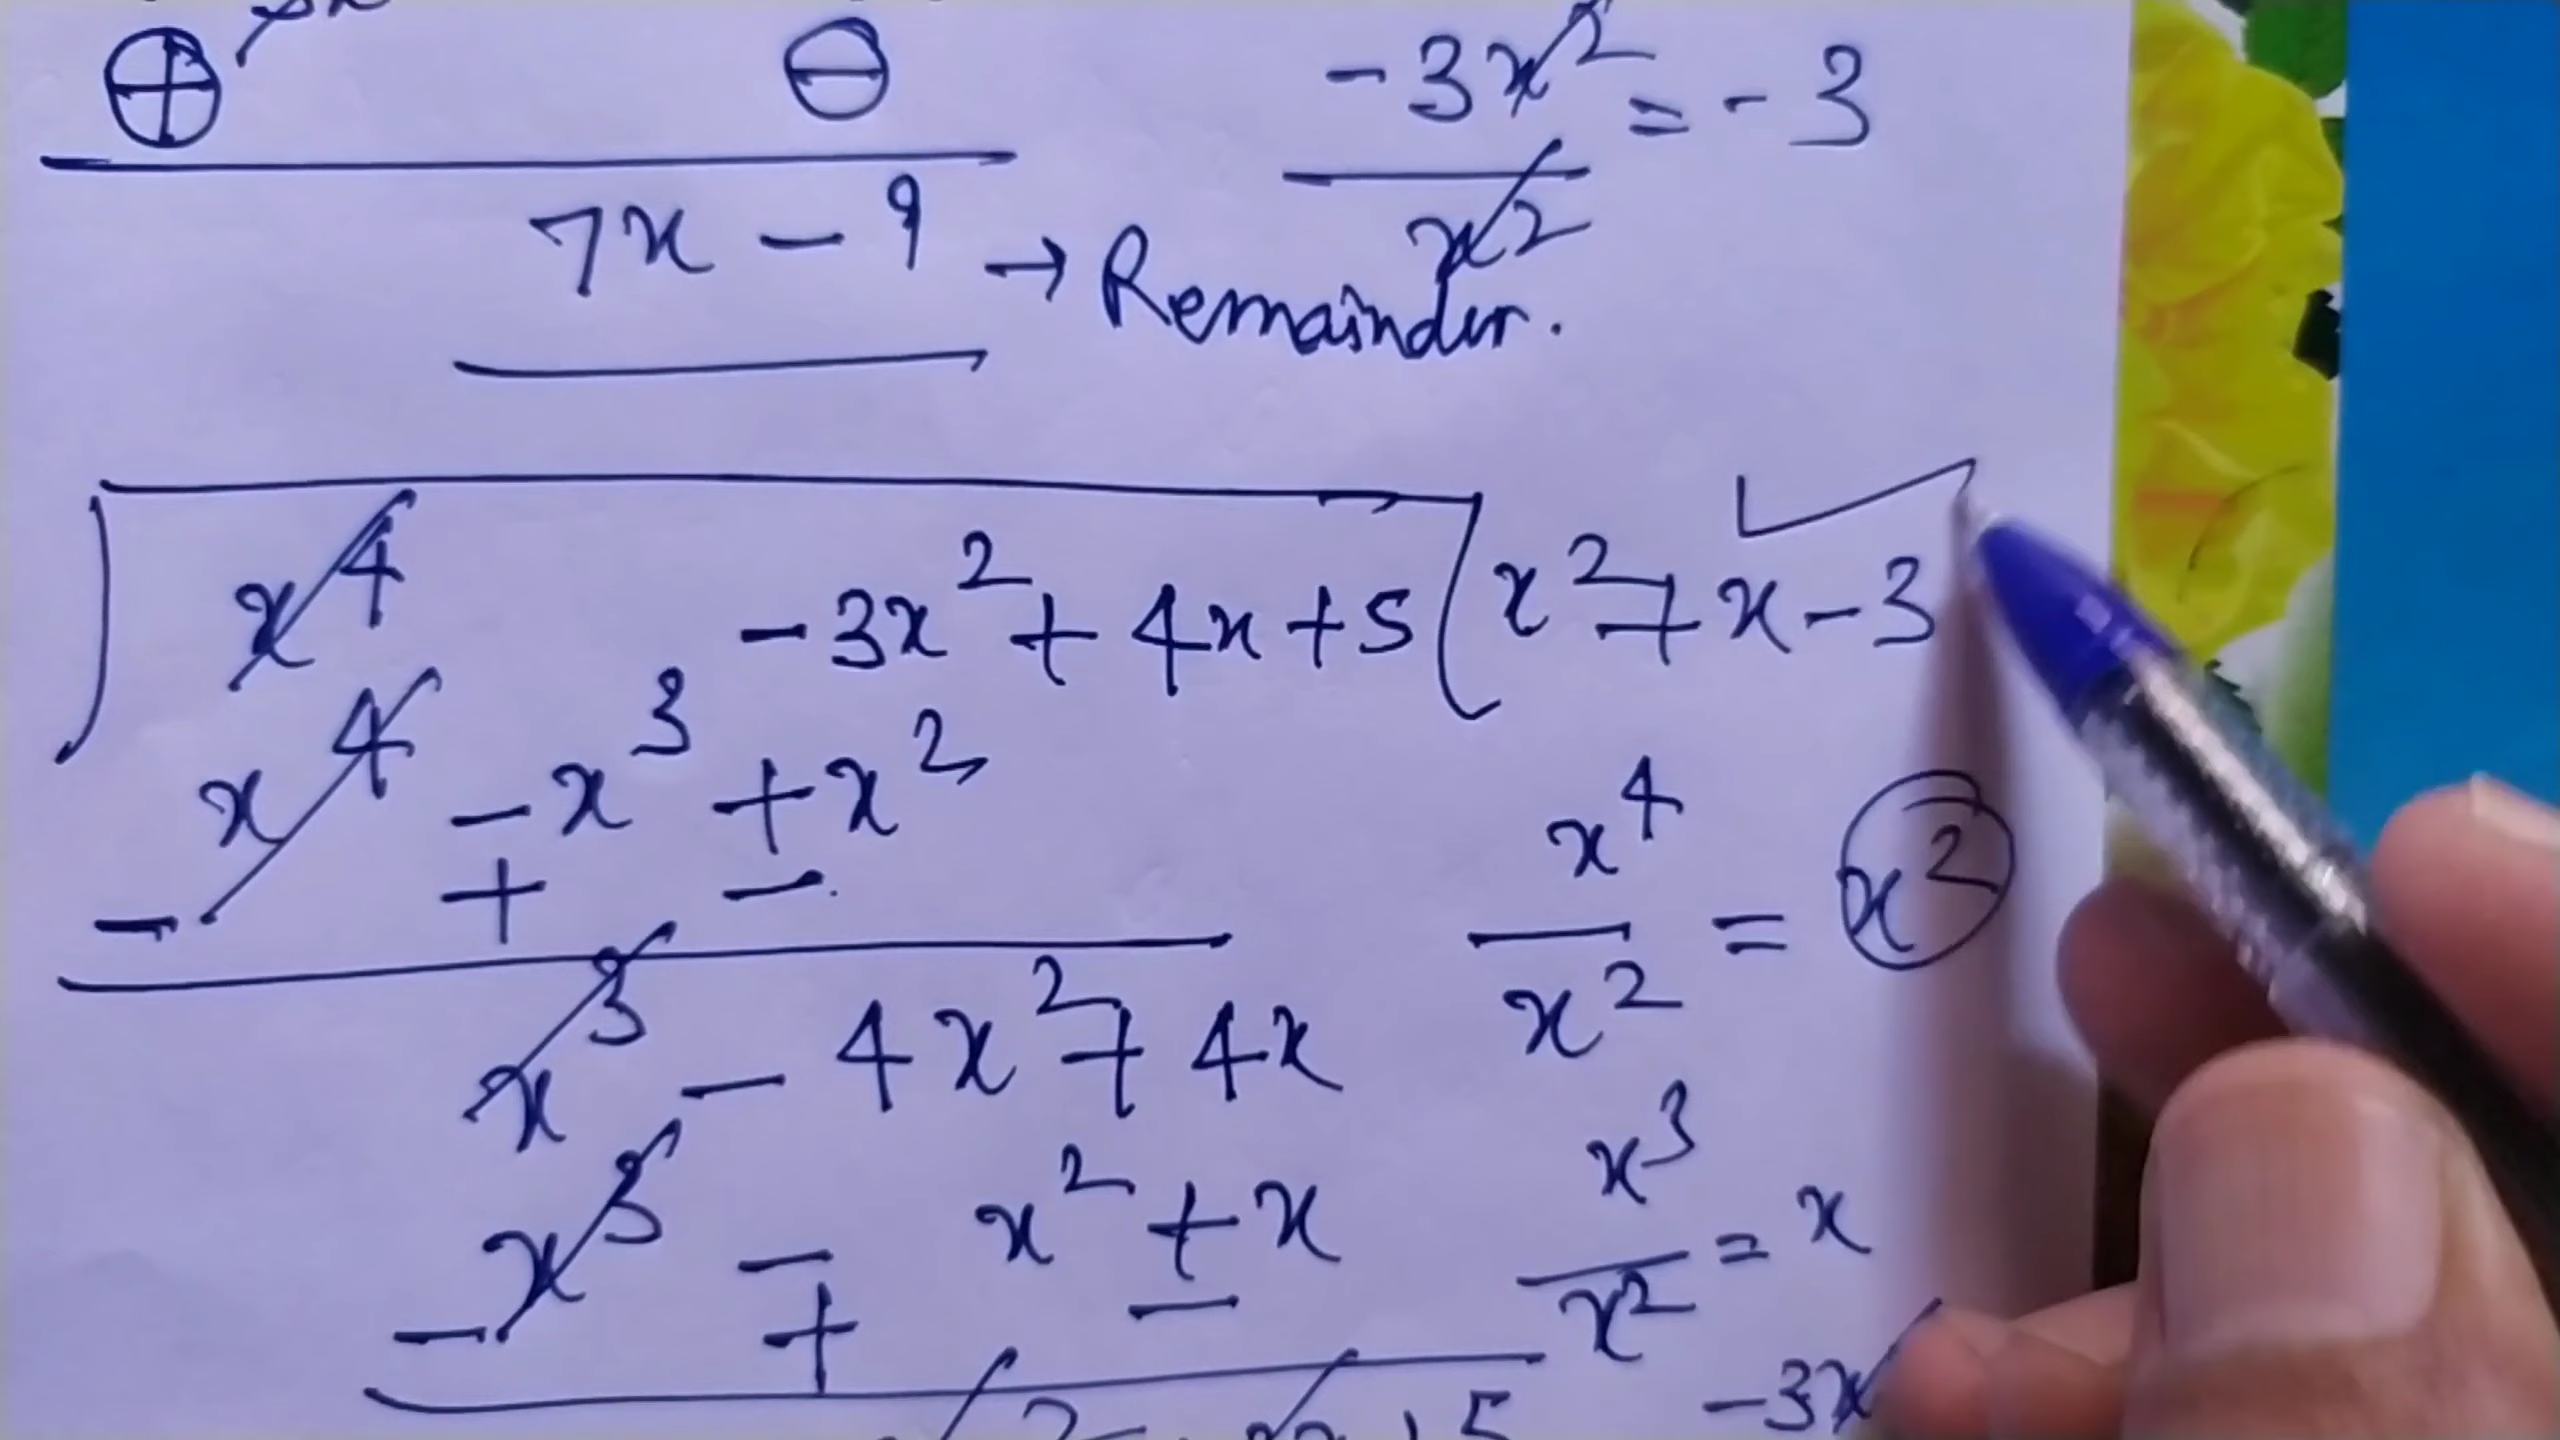 ⊕ ⊖
-3x² / x² = -3
7x - 9 → Remainder.
x⁴ -3x² + 4x + 5 ( x² + x - 3
x⁴ - x³ + x²
- + -
x⁴ / x² = x²
x³ - 4x² + 4x
x³ - x² + x
- + -
x³ / x² = x
-3x